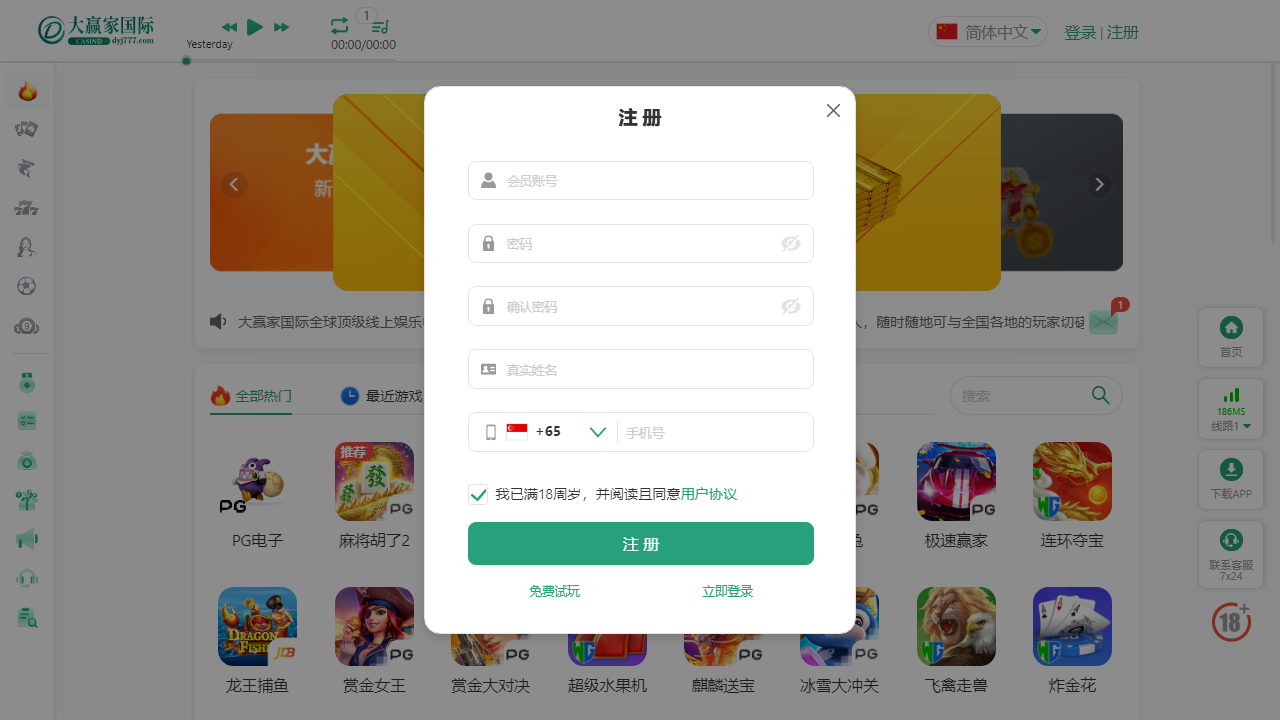 大赢家国际
CASINO dyj777.com
Yesterday
1
00:00/00:00
简体中文
登录 | 注册
注册
会员账号
密码
确认密码
真实姓名
+65
手机号
我已满18周岁，并阅读且同意用户协议
注册
免费试玩
立即登录
大赢家国际全球顶级线上娱乐
人，随时随地可与全国各地的玩家切磋
1
全部热门
最近游戏
搜索
推荐
PG
PG
PG
PG
WG
PG电子
麻将胡了2
极速赢家
连环夺宝
DRAGON FISHING
JDB
PG
PG
WG
PG
PG
WG
WG
龙王捕鱼
赏金女王
赏金大对决
超级水果机
麒麟送宝
冰雪大冲关
飞禽走兽
炸金花
首页
186MS
线路1
下载APP
联系客服
7x24
18+